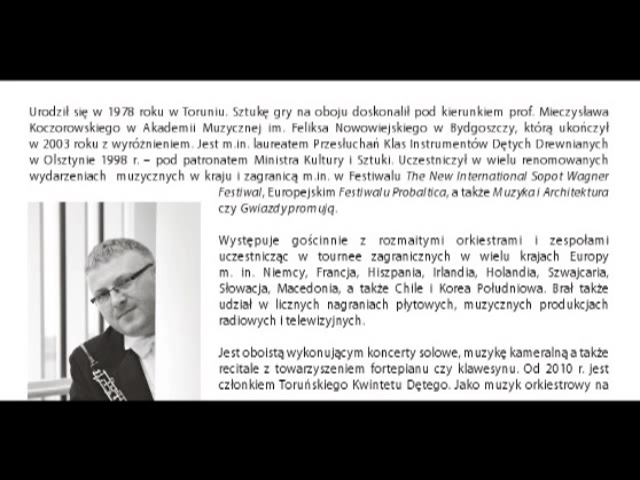 Urodził się w 1978 roku w Toruniu. Sztukę gry na oboju doskonalił pod kierunkiem prof. Mieczysława
Koczorowskiego w Akademii Muzycznej im. Feliksa Nowowiejskiego w Bydgoszczy, którą ukończył
w 2003 roku z wyróżnieniem. Jest m.in. laureatem Przesłuchań Klas Instrumentów Dętych Drewnianych
w Olsztynie 1998 r. – pod patronatem Ministra Kultury i Sztuki. Uczestniczył w wielu renomowanych
wydarzeniach muzycznych w kraju i zagranicą m.in. w Festiwalu The New International Sopot Wagner
Festiwal, Europejskim Festiwalu Probaltica, a także Muzyka i Architektura
czy Gwiazdy promują.
Występuje gościnnie z rozmaitymi orkiestrami i zespołami
uczestnicząc w tournee zagranicznych w wielu krajach Europy
m. in. Niemcy, Francja, Hiszpania, Irlandia, Holandia, Szwajcaria,
Słowacja, Macedonia, a także Chile i Korea Południowa. Brał także
udział w licznych nagraniach płytowych, muzycznych produkcjach
radiowych i telewizyjnych.
Jest oboistą wykonującym koncerty solowe, muzykę kameralną a także
recitale z towarzyszeniem fortepianu czy klawesynu. Od 2010 r. jest
członkiem Toruńskiego Kwintetu Dętego. Jako muzyk orkiestrowy na